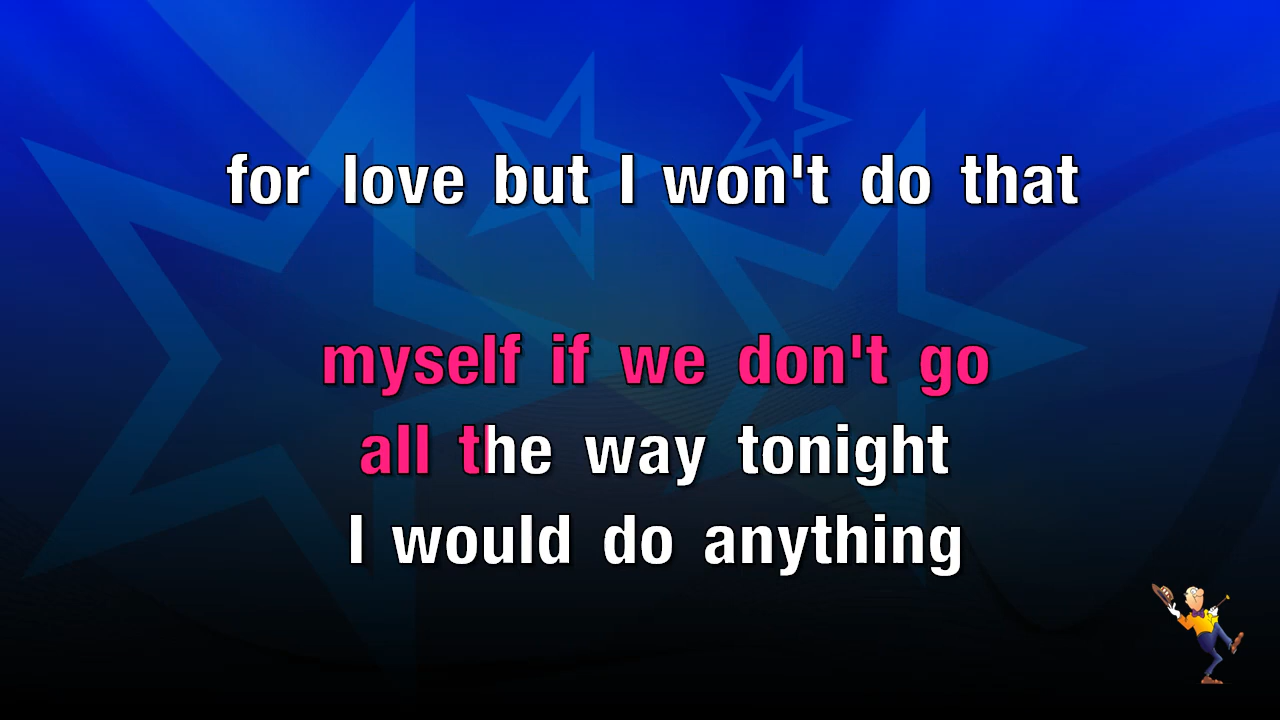 for love but I won't do that
myself if we don't go
all the way tonight
I would do anything